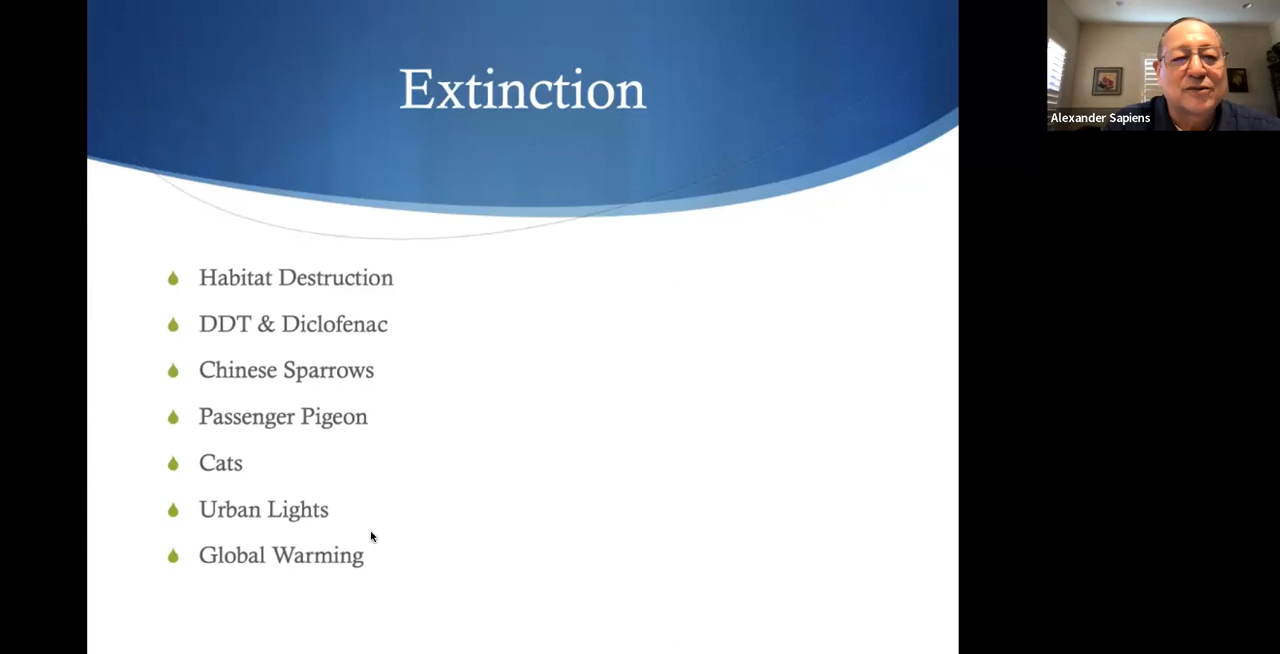 Extinction
Habitat Destruction
DDT & Diclofenac
Chinese Sparrows
Passenger Pigeon
Cats
Urban Lights
Global Warming
Alexander Sapiens